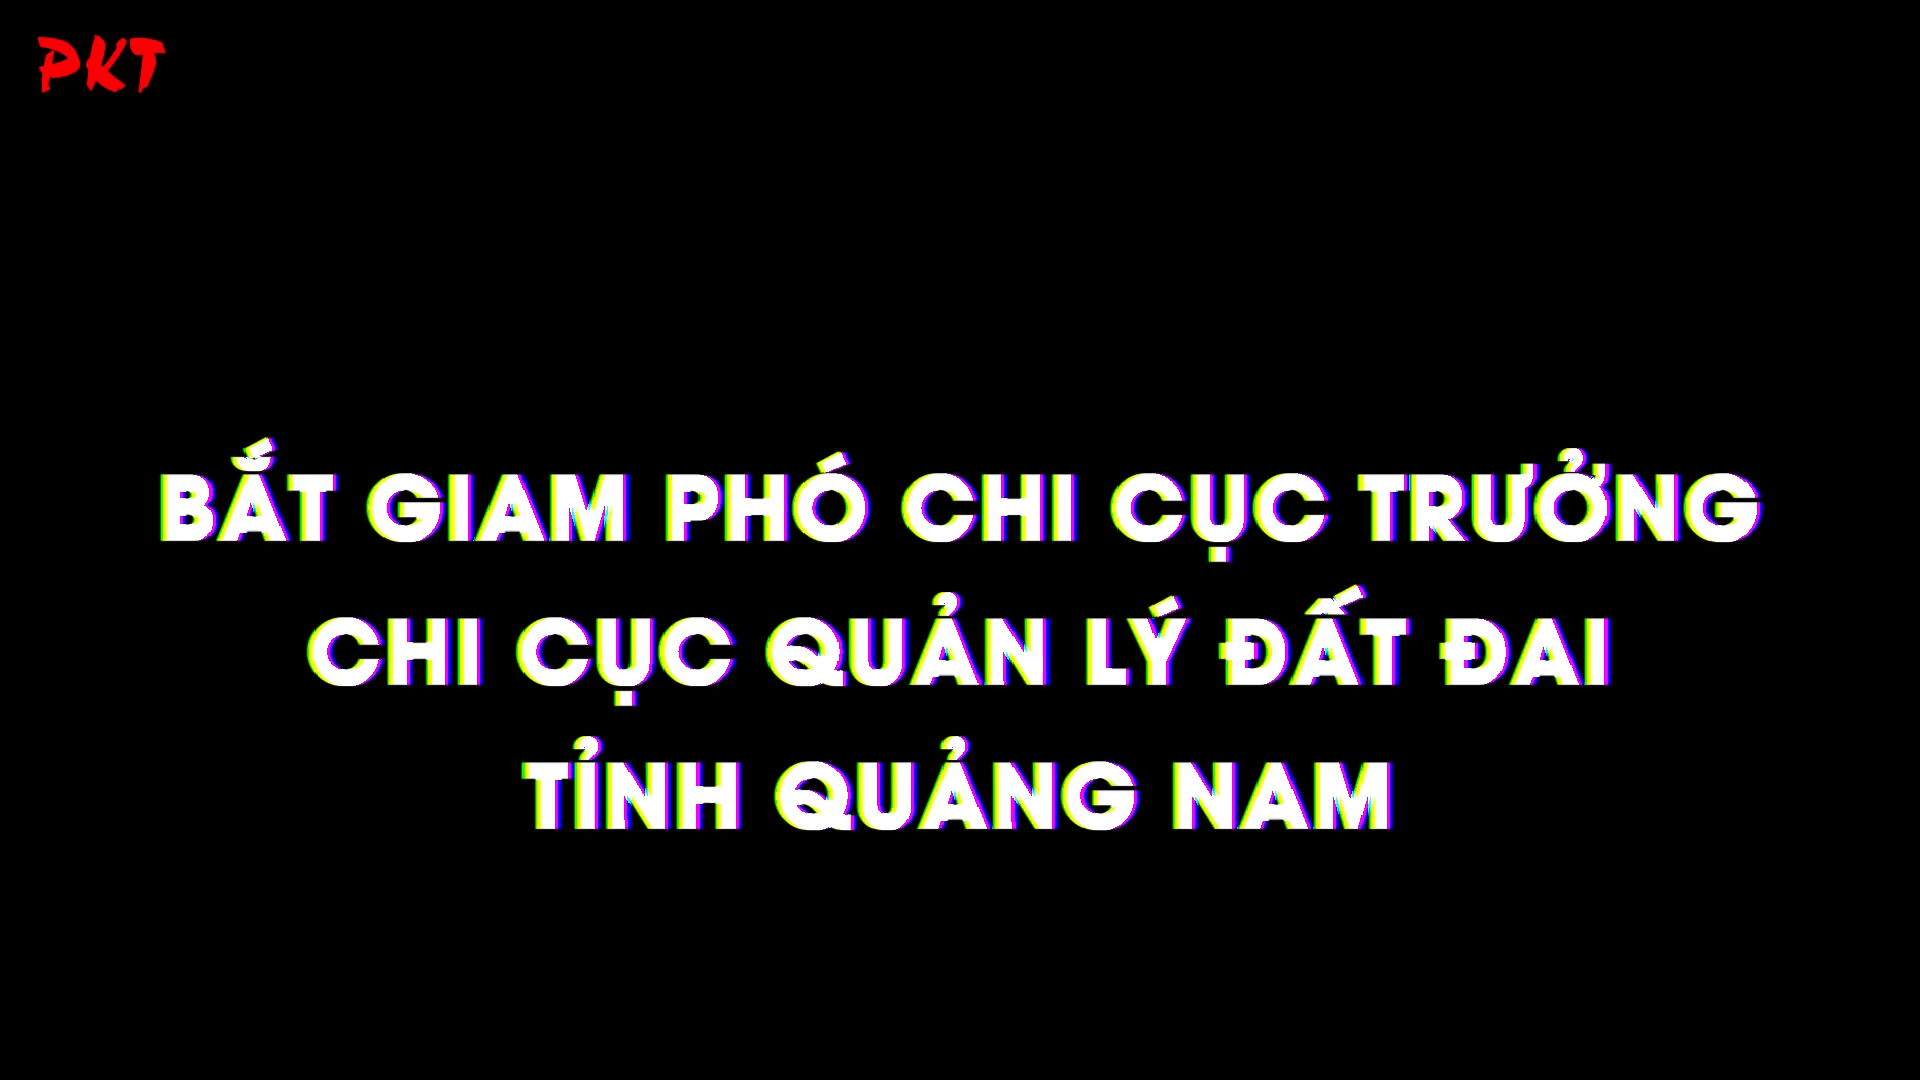 PKT
BẮT GIAM PHÓ CHI CỤC TRƯỞNG
CHI CỤC QUẢN LÝ ĐẤT ĐAI
TỈNH QUẢNG NAM